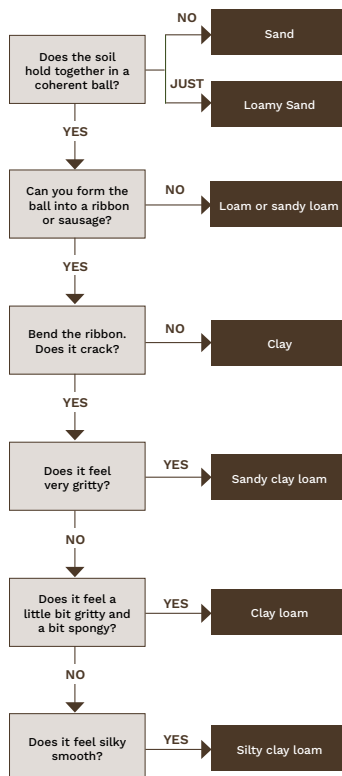 NO
Sand
Does the soil
hold together in a
coherent ball?
JUST
Loamy Sand
YES
Can you form the
ball into a ribbon
or sausage?
NO
Loam or sandy loam
YES
Bend the ribbon.
Does it crack?
NO
Clay
YES
Does it feel
very gritty?
YES
Sandy clay loam
NO
Does it feel a
little bit gritty and
a bit spongy?
YES
Clay loam
NO
Does it feel silky
smooth?
YES
Silty clay loam